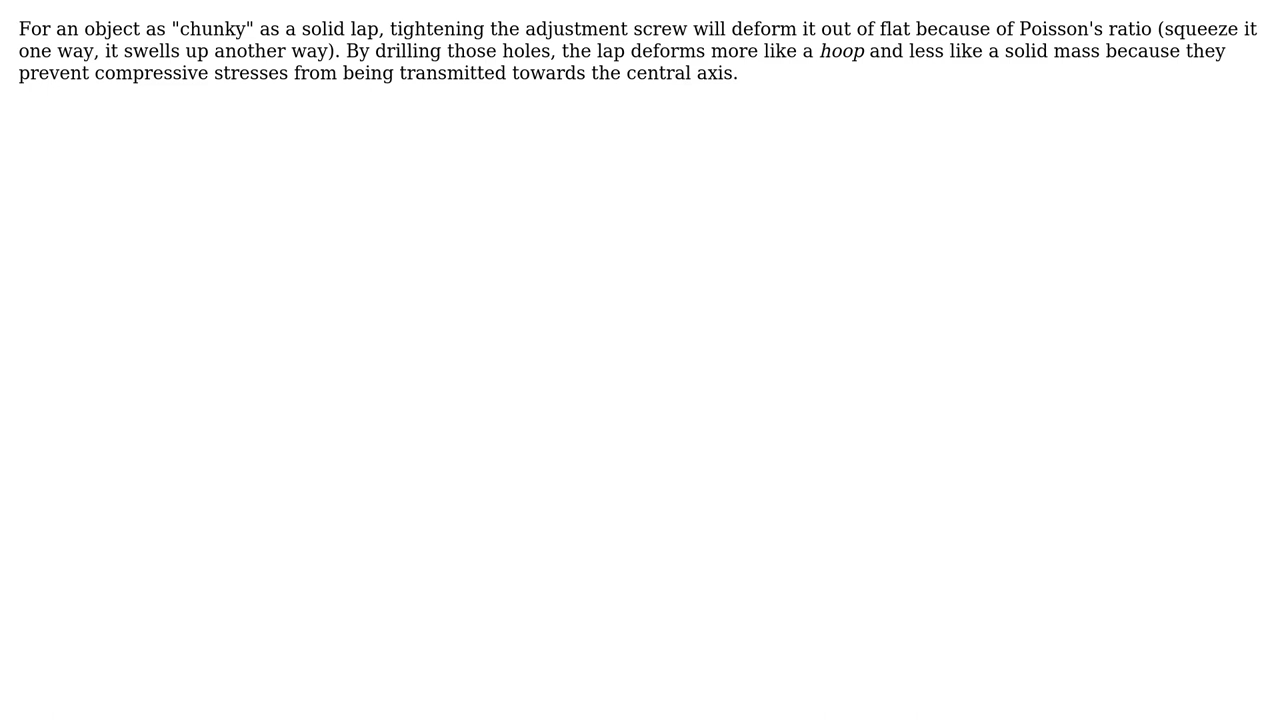 For an object as "chunky" as a solid lap, tightening the adjustment screw will deform it out of flat because of Poisson's ratio (squeeze it
one way, it swells up another way). By drilling those holes, the lap deforms more like a hoop and less like a solid mass because they
prevent compressive stresses from being transmitted towards the central axis.